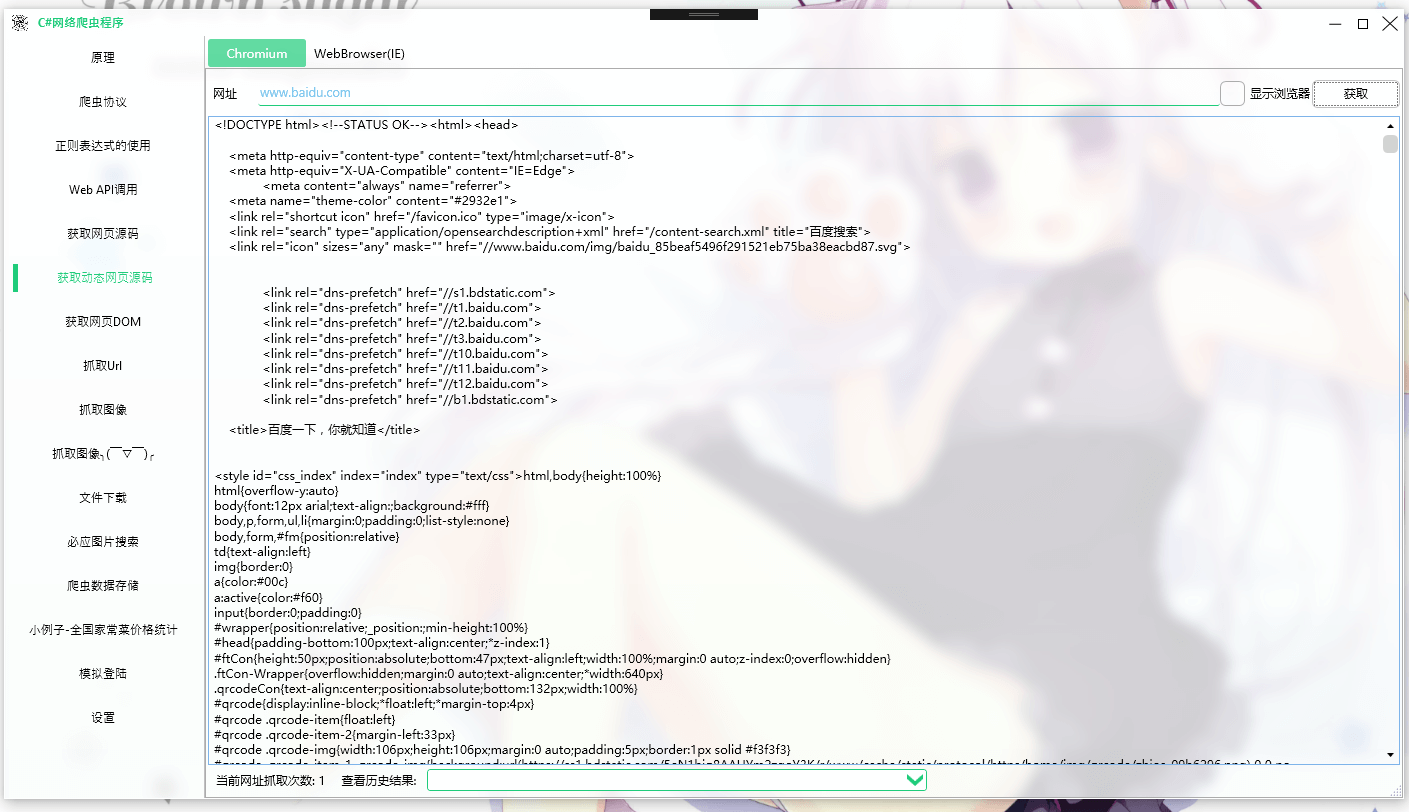 Brown sugar
C#网络爬虫程序
原理
爬虫协议
正则表达式的使用
Web API调用
获取网页源码
获取动态网页源码
获取网页DOM
抓取Url
抓取图像
抓取图像╮(￣▽￣)╭
文件下载
必应图片搜索
爬虫数据存储
小例子-全国家常菜价格统计
模拟登陆
设置
Chromium WebBrowser(IE)
网址 www.baidu.com 显示浏览器 获取
<!DOCTYPE html><!--STATUS OK--><html><head>
<meta http-equiv="content-type" content="text/html;charset=utf-8">
<meta http-equiv="X-UA-Compatible" content="IE=Edge">
<meta content="always" name="referrer">
<meta name="theme-color" content="#2932e1">
<link rel="shortcut icon" href="/favicon.ico" type="image/x-icon">
<link rel="search" type="application/opensearchdescription+xml" href="/content-search.xml" title="百度搜索">
<link rel="icon" sizes="any" mask="" href="//www.baidu.com/img/baidu_85beaf5496f291521eb75ba38eacbd87.svg">
<link rel="dns-prefetch" href="//s1.bdstatic.com">
<link rel="dns-prefetch" href="//t1.baidu.com">
<link rel="dns-prefetch" href="//t2.baidu.com">
<link rel="dns-prefetch" href="//t3.baidu.com">
<link rel="dns-prefetch" href="//t10.baidu.com">
<link rel="dns-prefetch" href="//t11.baidu.com">
<link rel="dns-prefetch" href="//t12.baidu.com">
<link rel="dns-prefetch" href="//b1.bdstatic.com">
<title>百度一下，你就知道</title>
<style id="css_index" index="index" type="text/css">html,body{height:100%}
html{overflow-y:auto}
body{font:12px arial;text-align:;background:#fff}
body,p,form,ul,li{margin:0;padding:0;list-style:none}
body,form,#fm{position:relative}
td{text-align:left}
img{border:0}
a{color:#00c}
a:active{color:#f60}
input{border:0;padding:0}
#wrapper{position:relative;_position:;min-height:100%}
#head{padding-bottom:100px;text-align:center;*z-index:1}
#ftCon{height:50px;position:absolute;bottom:47px;text-align:left;width:100%;margin:0 auto;z-index:0;overflow:hidden}
.ftCon-Wrapper{overflow:hidden;margin:0 auto;text-align:center;*width:640px}
.qrcodeCon{text-align:center;position:absolute;bottom:132px;width:100%}
#qrcode{display:inline-block;*float:left;*margin-top:4px}
#qrcode .qrcode-item{float:left}
#qrcode .qrcode-item-2{margin-left:33px}
#qrcode .qrcode-img{width:106px;height:106px;margin:0 auto;padding:5px;border:1px solid #f3f3f3}
当前网址抓取次数: 1 查看历史结果: